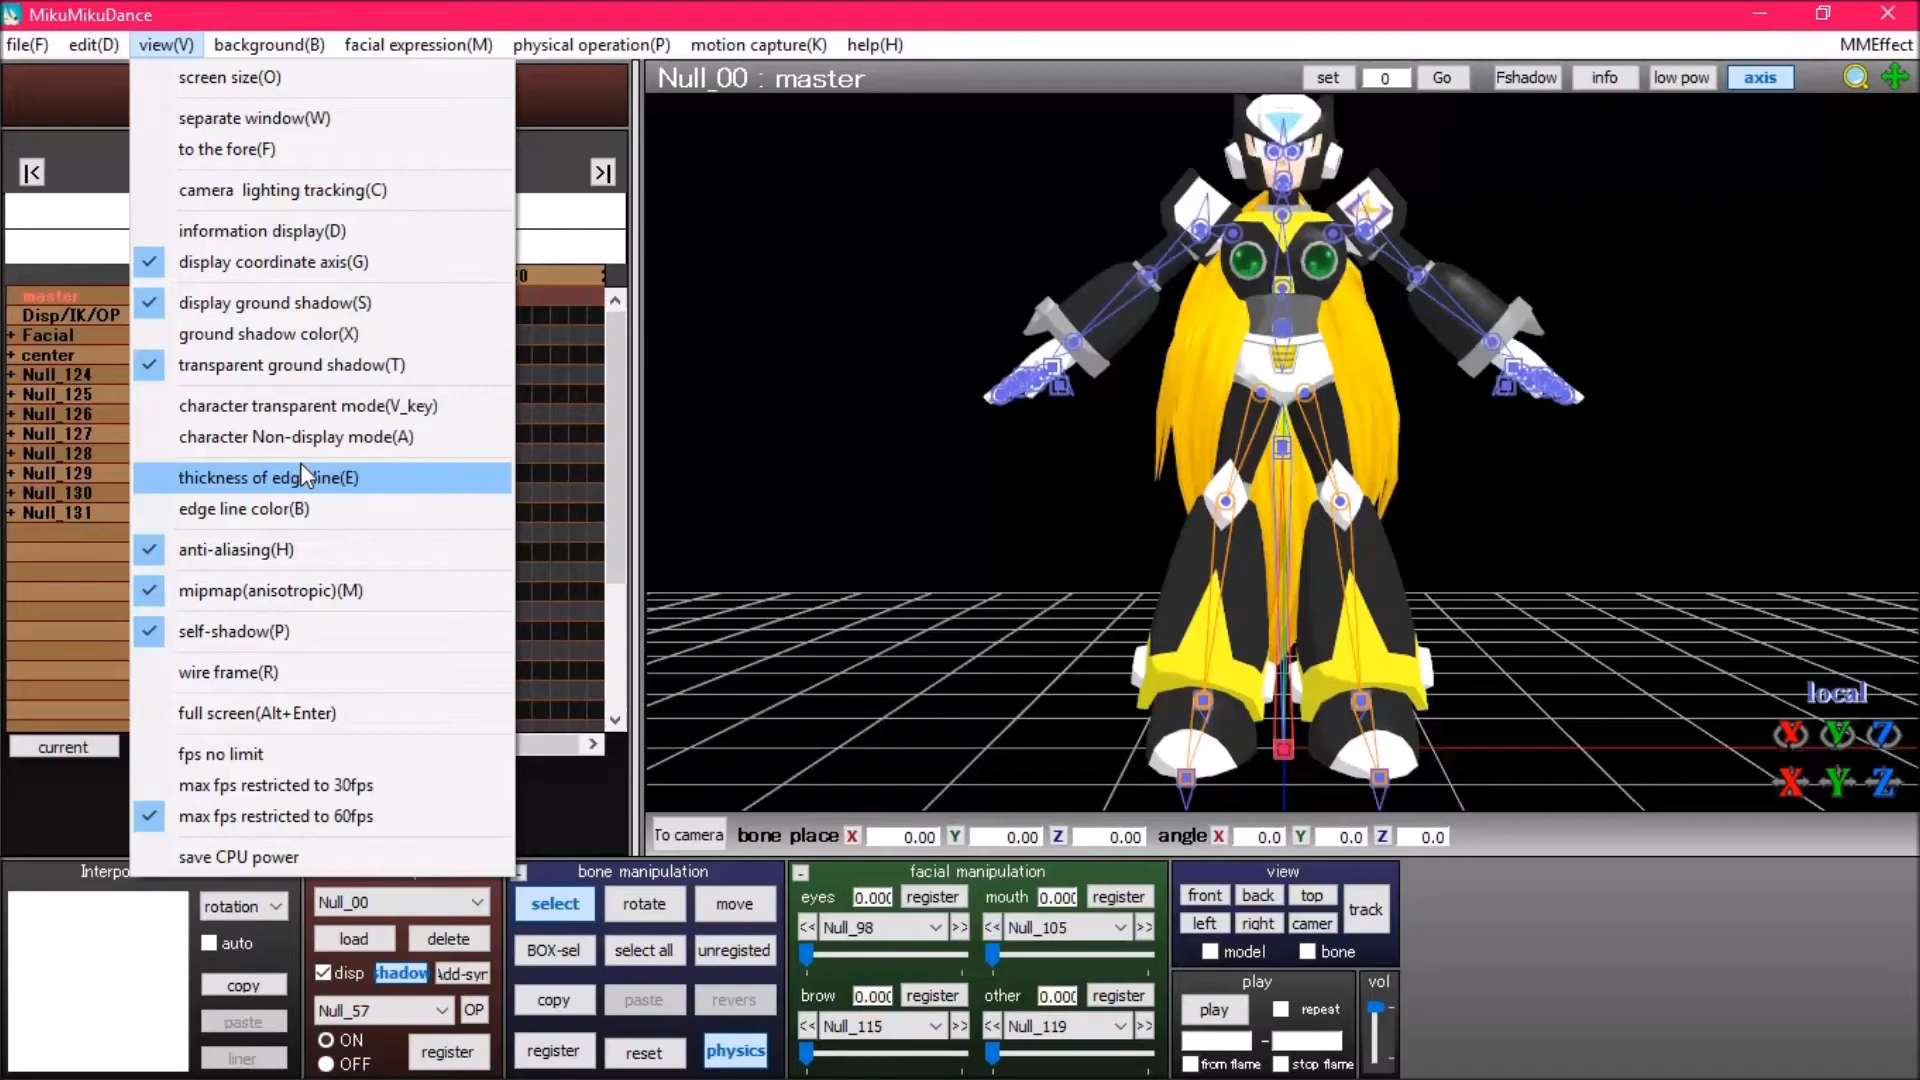 MikuMikuDance
file(F) edit(D) view(V) background(B) facial expression(M) physical operation(P) motion capture(K) help(H) MMEffect
screen size(O)
separate window(W)
to the fore(F)
camera lighting tracking(C)
information display(D)
display coordinate axis(G)
display ground shadow(S)
ground shadow color(X)
transparent ground shadow(T)
character transparent mode(V_key)
character Non-display mode(A)
thickness of edge line(E)
edge line color(B)
anti-aliasing(H)
mipmap(anisotropic)(M)
self-shadow(P)
wire frame(R)
full screen(Alt+Enter)
fps no limit
max fps restricted to 30fps
max fps restricted to 60fps
save CPU power
|< >|
master
Disp/IK/OP
+ Facial
+ center
+ Null_124
+ Null_125
+ Null_126
+ Null_127
+ Null_128
+ Null_129
+ Null_130
+ Null_131
current
Null_00 : master
set 0 Go Fshadow info low pow axis
local
X Y Z
X Y Z
To camera bone place X 0.00 Y 0.00 Z 0.00 angle X 0.0 Y 0.0 Z 0.0
Interpo
rotation
auto
copy
paste
liner
Null_00
load delete
disp shadow Add-syn
Null_57 OP
ON
OFF
register
- bone manipulation
select rotate move
BOX-sel select all unregisted
copy paste revers
register reset physics
- facial manipulation
eyes 0.000 register mouth 0.000 register
<< Null_98 >> << Null_105 >>
brow 0.000 register other 0.000 register
<< Null_115 >> << Null_119 >>
view
front back top
left right camer
track
model bone
play
play repeat
-
from flame stop flame
vol